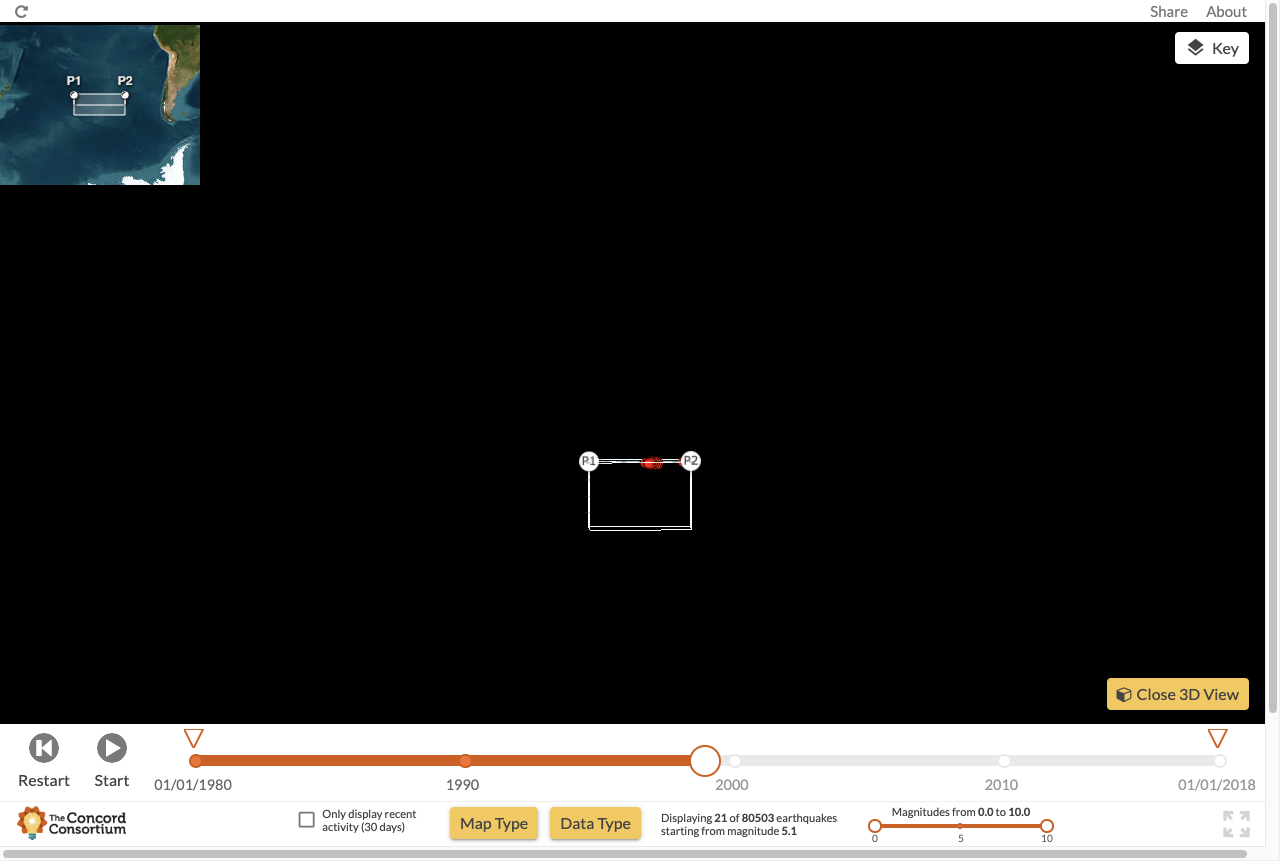 Share About
Key
P1 P2
P1 P2
Close 3D View
Restart Start
01/01/1980 1990 2000 2010 01/01/2018
The Concord
Consortium
Only display recent
activity (30 days)
Map Type
Data Type
Displaying 21 of 80503 earthquakes
starting from magnitude 5.1
Magnitudes from 0.0 to 10.0
0 5 10